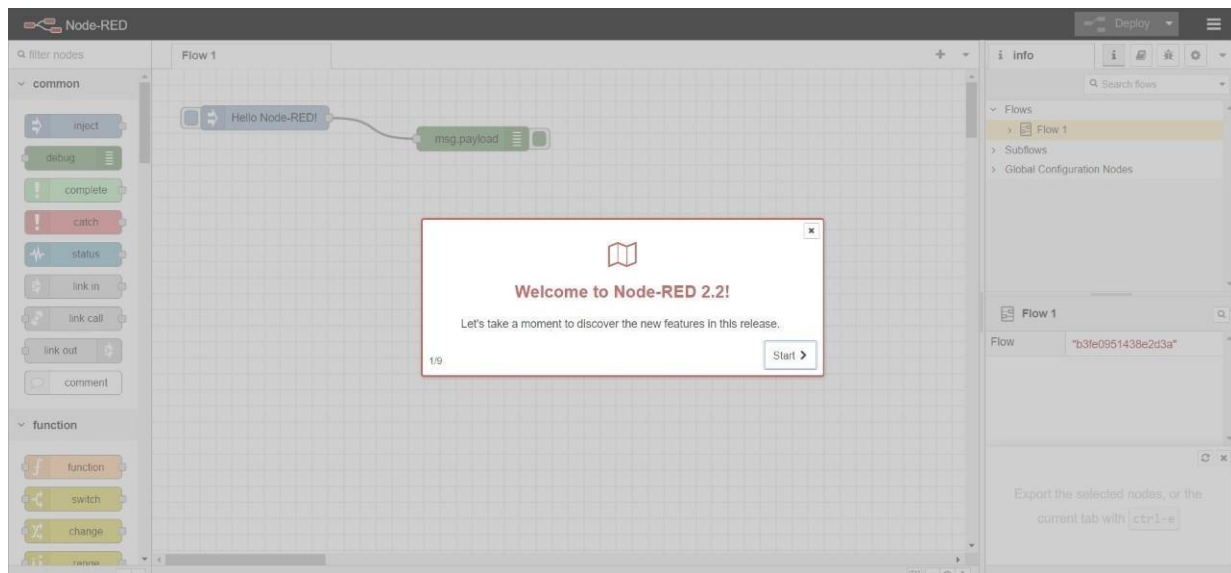 Node-RED
Deploy
filter nodes
Flow 1
info
Search flows
common
inject
debug
complete
catch
status
link in
link call
link out
comment
function
function
switch
change
range
Hello Node-RED!
msg.payload
Welcome to Node-RED 2.2!
Let's take a moment to discover the new features in this release.
1/9
Start
Flows
Flow 1
Subflows
Global Configuration Nodes
Flow 1
Flow "b3fe0951438e2d3a"
Export the selected nodes, or the
current tab with ctrl-e